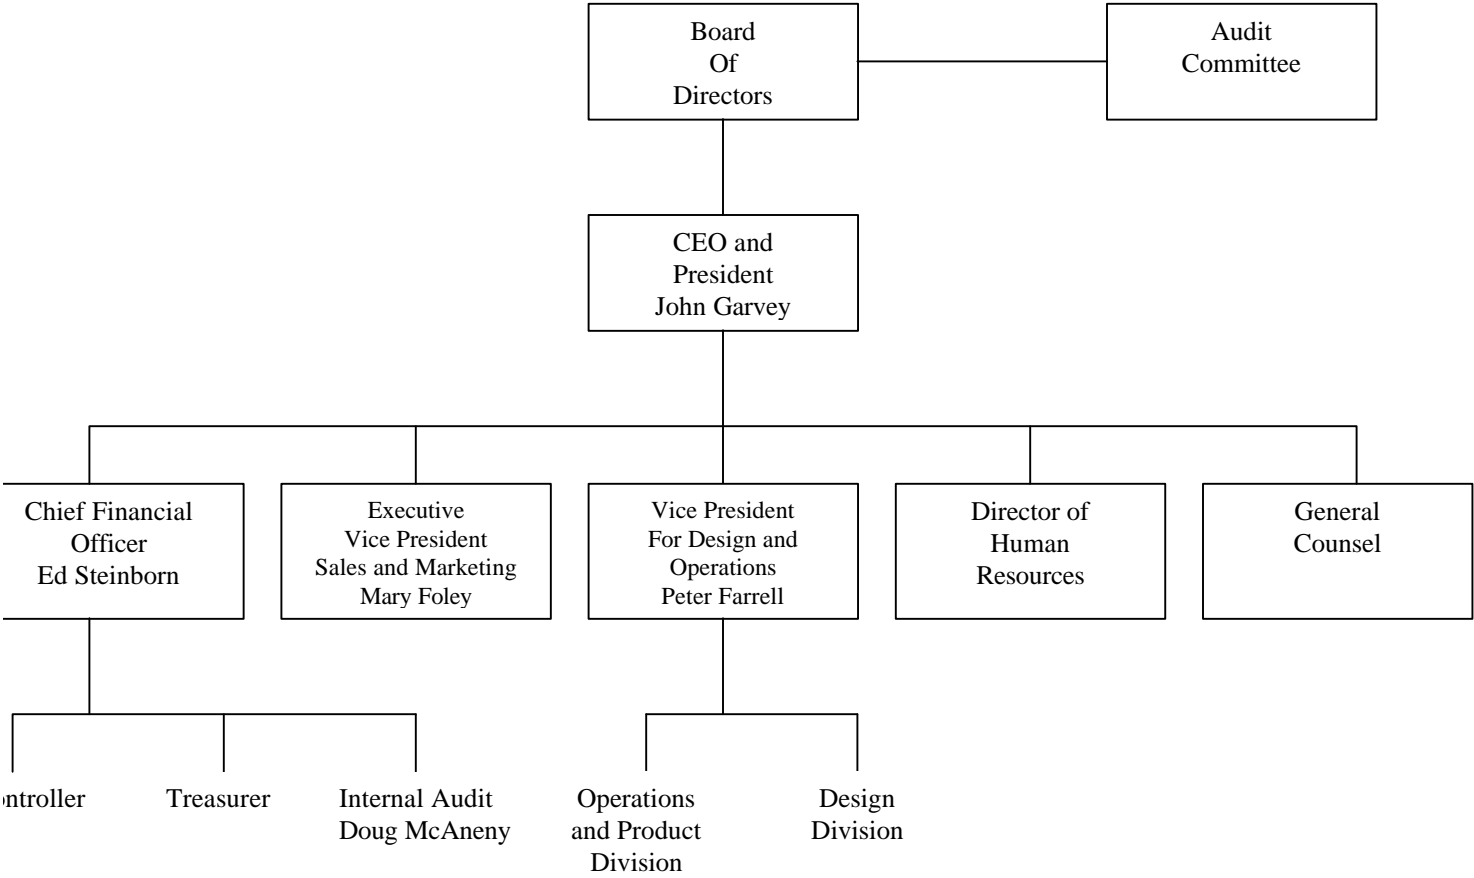 Board
Of
Directors
Audit
Committee
CEO and
President
John Garvey
Chief Financial
Officer
Ed Steinborn
Executive
Vice President
Sales and Marketing
Mary Foley
Vice President
For Design and
Operations
Peter Farrell
Director of
Human
Resources
General
Counsel
ontroller
Treasurer
Internal Audit
Doug McAneny
Operations
and Product
Division
Design
Division